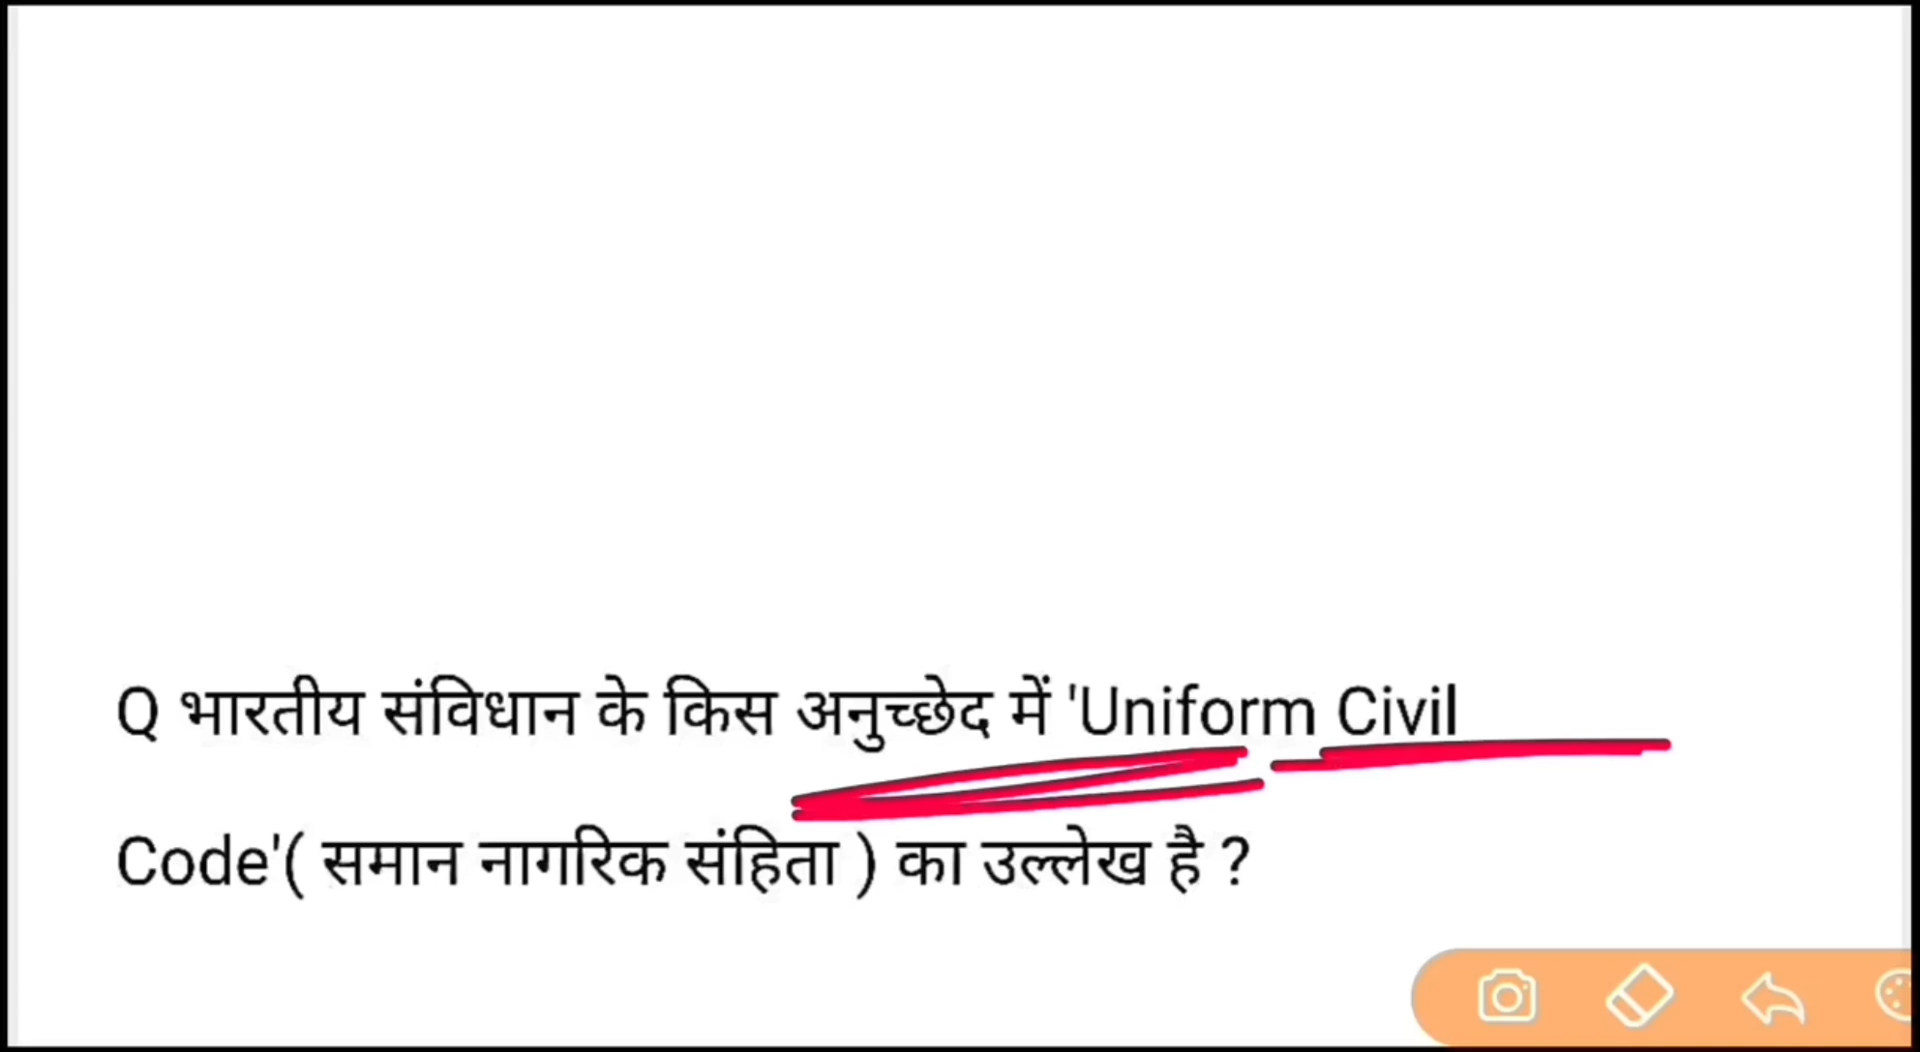 Q भारतीय संविधान के किस अनुच्छेद में 'Uniform Civil
Code'( समान नागरिक संहिता ) का उल्लेख है ?